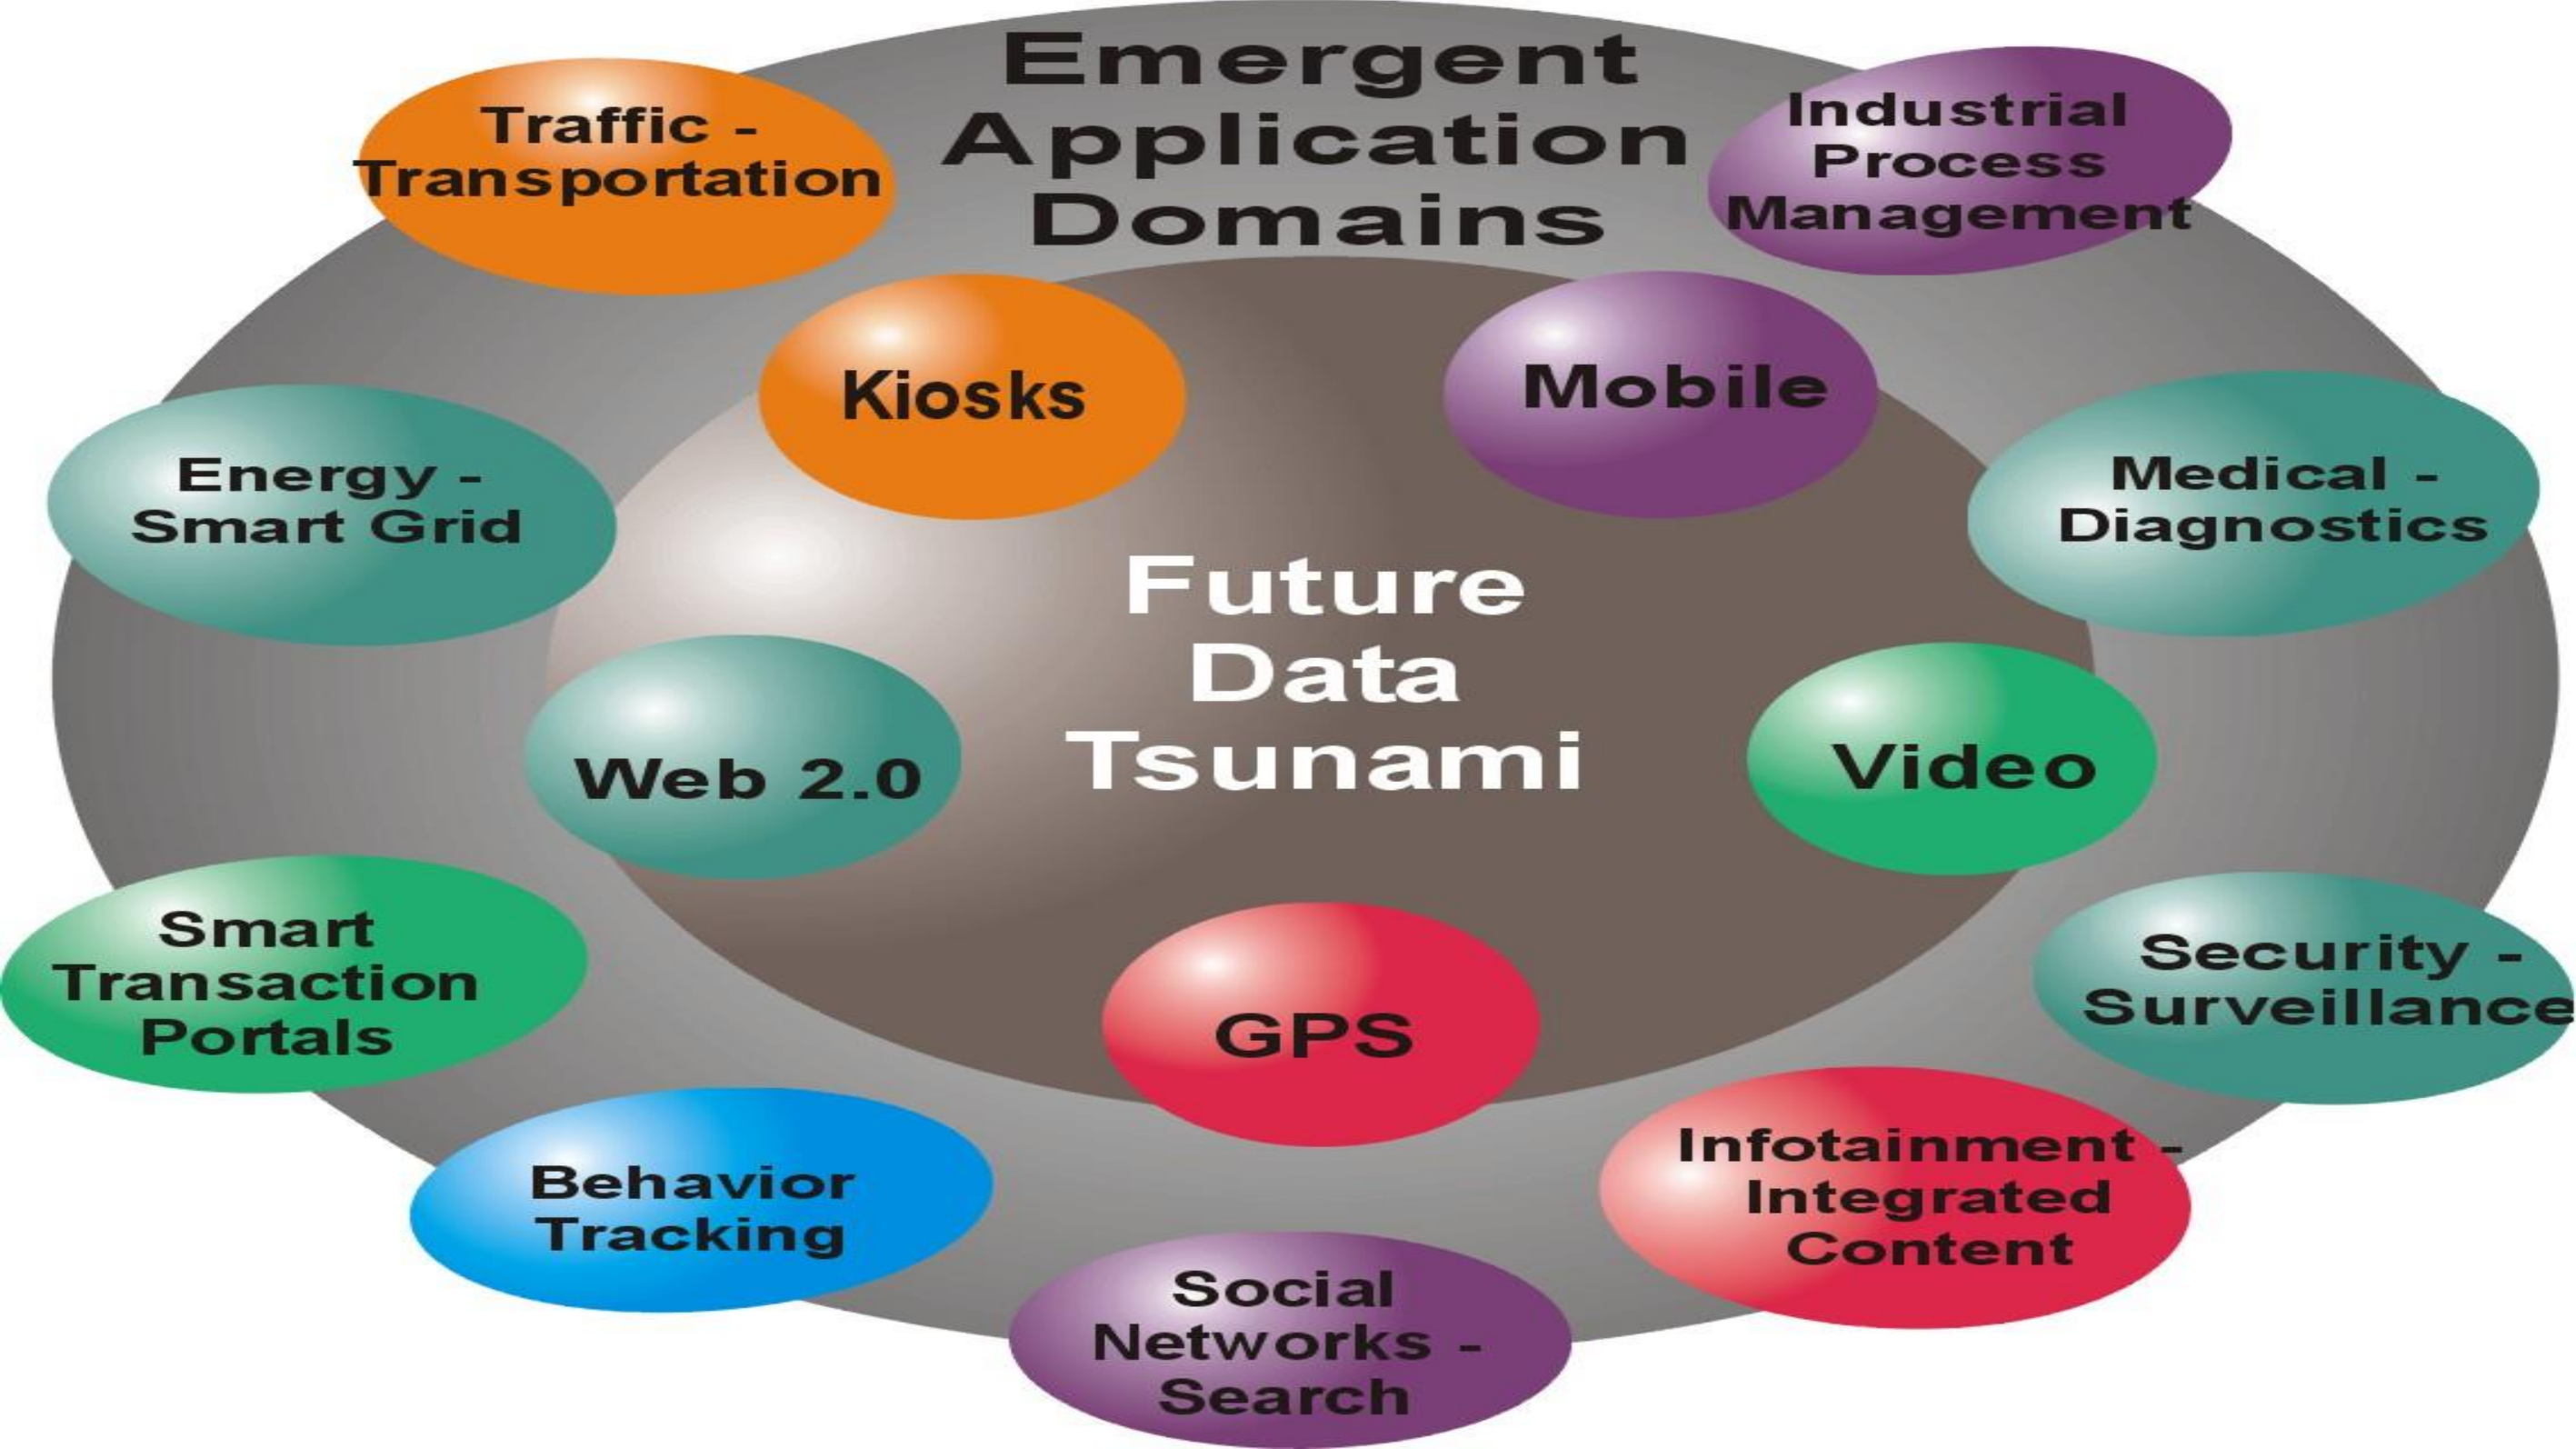 Emergent
Application
Domains
Traffic -
Transportation
Industrial
Process
Management
Kiosks
Mobile
Energy -
Smart Grid
Medical -
Diagnostics
Future
Data
Tsunami
Web 2.0
Video
Smart
Transaction
Portals
Security -
Surveillance
GPS
Behavior
Tracking
Infotainment -
Integrated
Content
Social
Networks -
Search